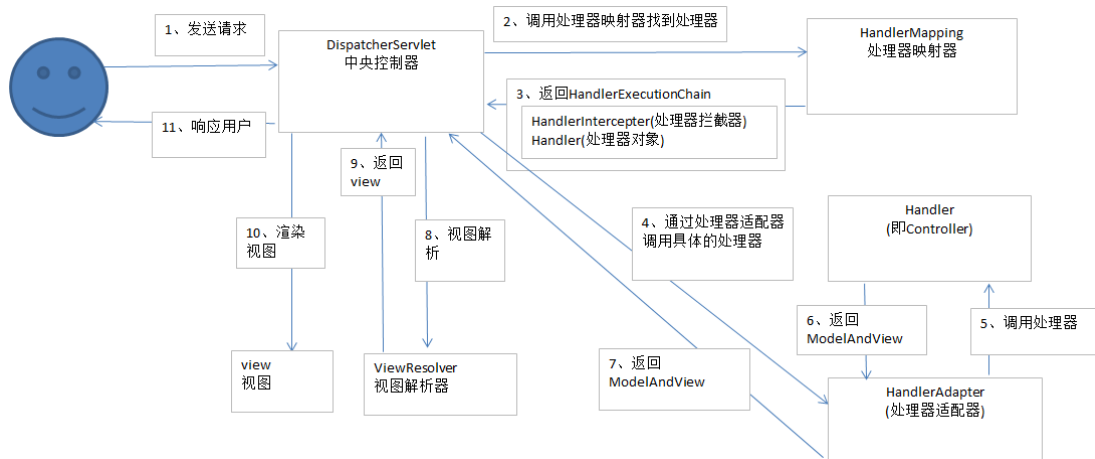 1、发送请求
2、调用处理器映射器找到处理器
DispatcherServlet
中央控制器
HandlerMapping
处理器映射器
3、返回HandlerExecutionChain
HandlerIntercepter(处理器拦截器)
Handler(处理器对象)
11、响应用户
9、返回
view
10、渲染
视图
8、视图解
析
4、通过处理器适配器
调用具体的处理器
Handler
(即Controller)
6、返回
ModelAndView
5、调用处理器
7、返回
ModelAndView
view
视图
ViewResolver
视图解析器
HandlerAdapter
(处理器适配器)